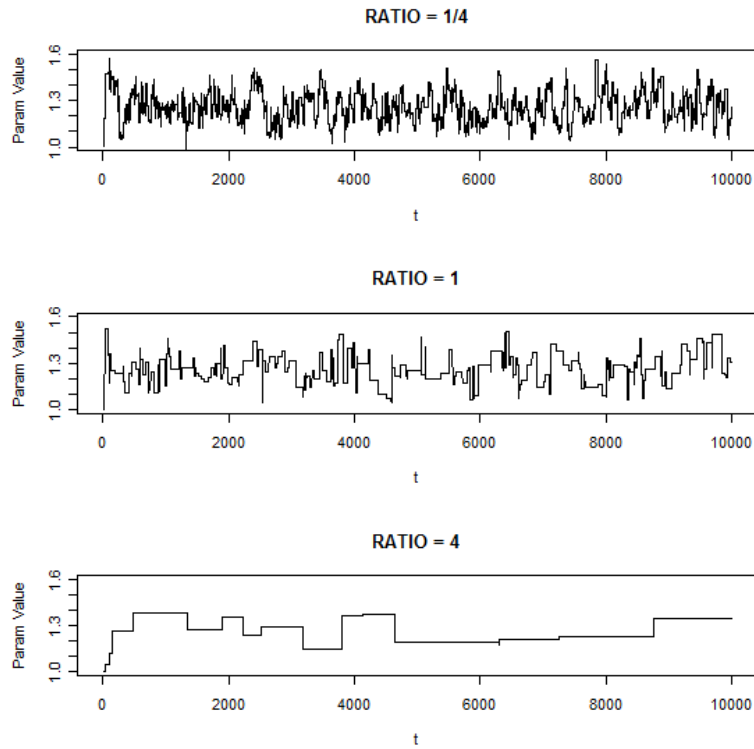 RATIO = 1/4
Param Value
1.0 1.3 1.6
0 2000 4000 6000 8000 10000
t
RATIO = 1
Param Value
1.0 1.3 1.6
0 2000 4000 6000 8000 10000
t
RATIO = 4
Param Value
1.0 1.3 1.6
0 2000 4000 6000 8000 10000
t